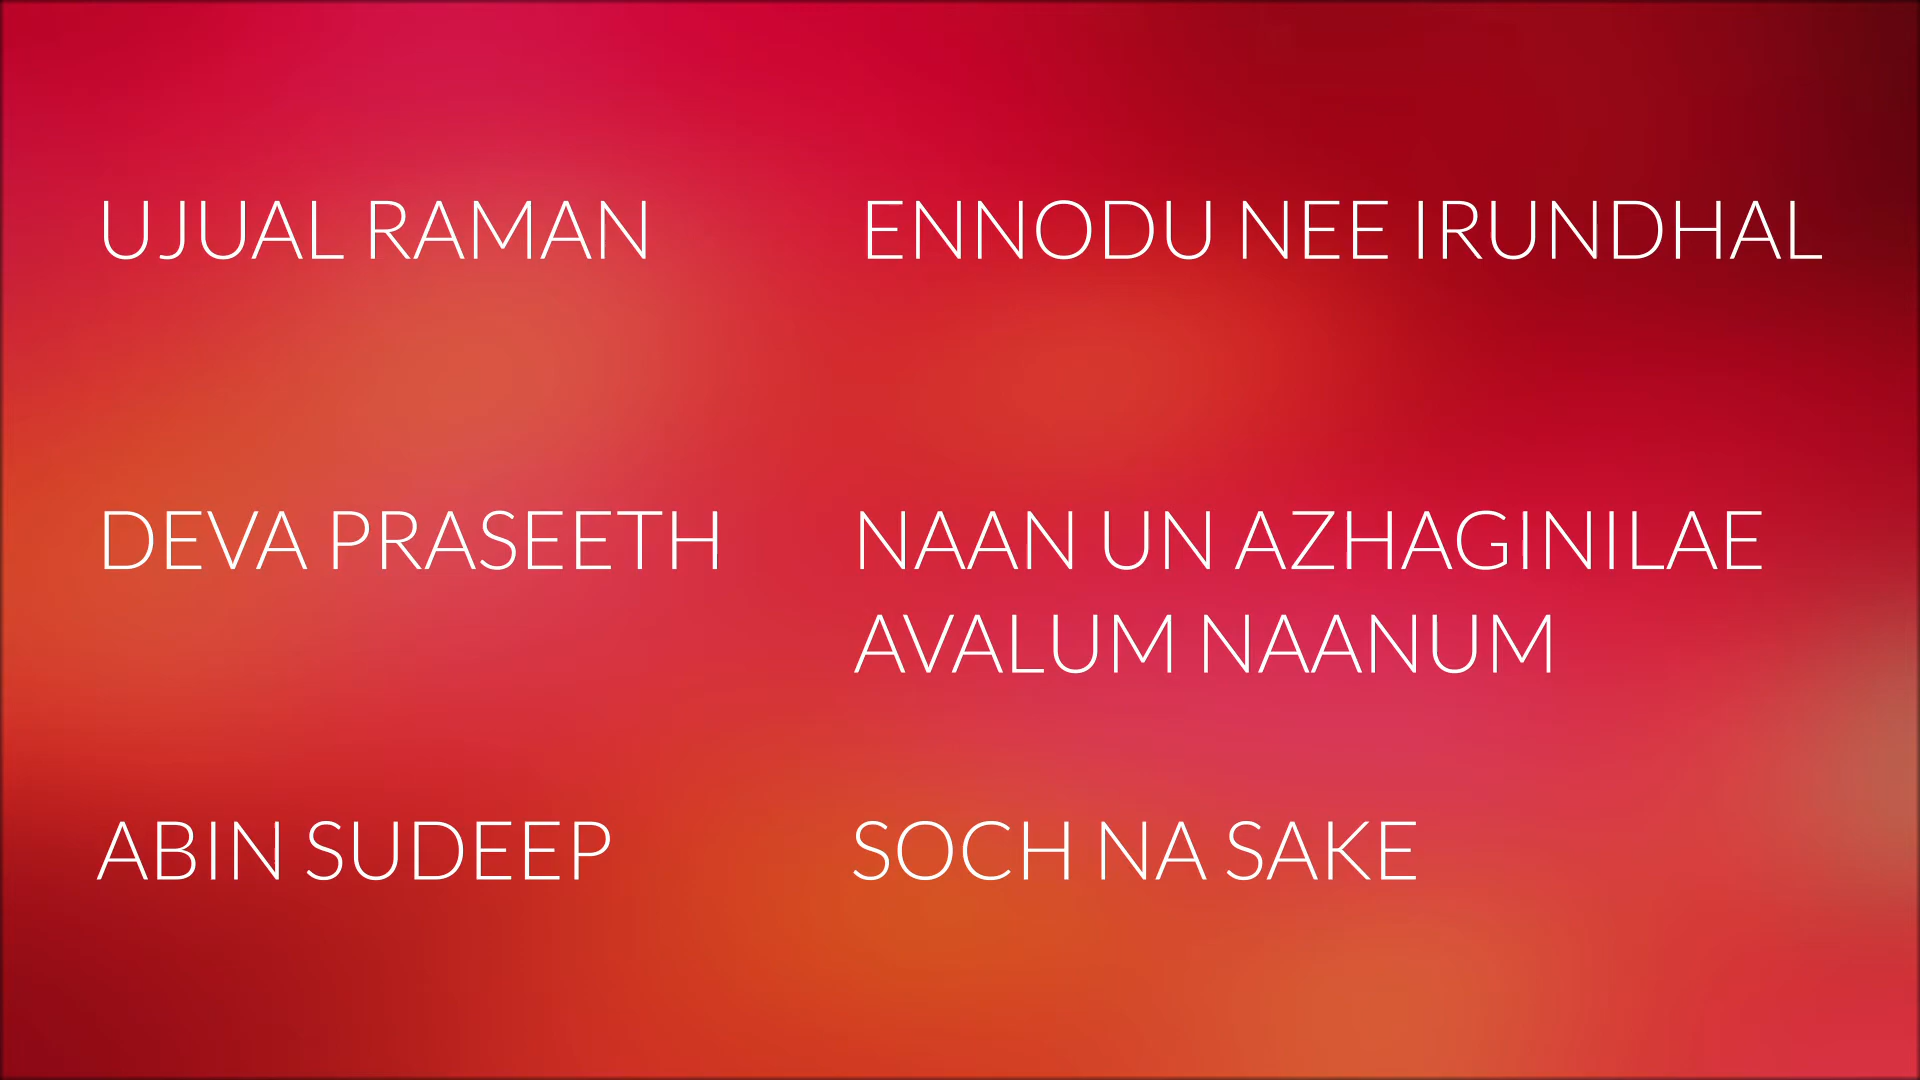 UJUAL RAMAN
ENNODU NEE IRUNDHAL
DEVA PRASEETH
NAAN UN AZHAGINILAE
AVALUM NAANUM
ABIN SUDEEP
SOCH NA SAKE